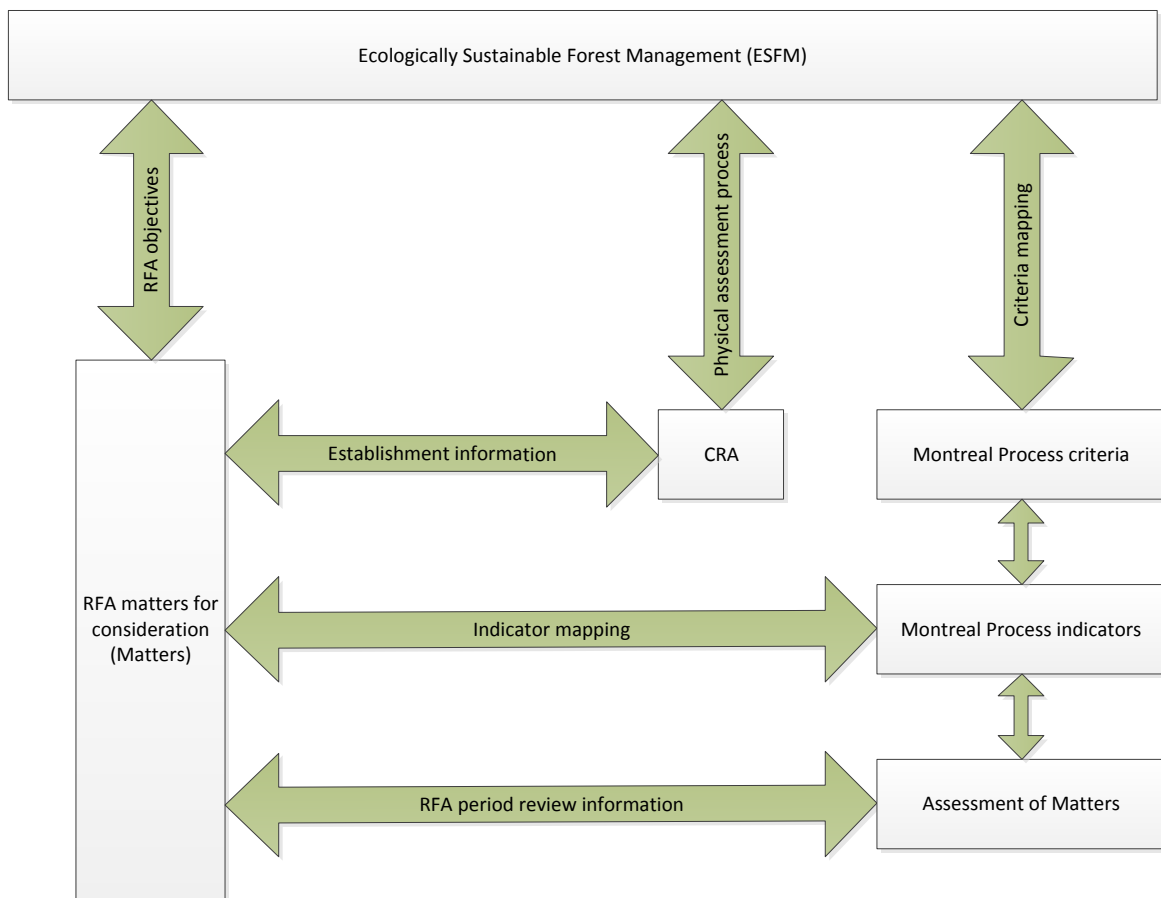 Ecologically Sustainable Forest Management (ESFM)
RFA objectives
Physical assessment process
Criteria mapping
Establishment information
CRA
Montreal Process criteria
RFA matters for
consideration
(Matters)
Indicator mapping
Montreal Process indicators
RFA period review information
Assessment of Matters